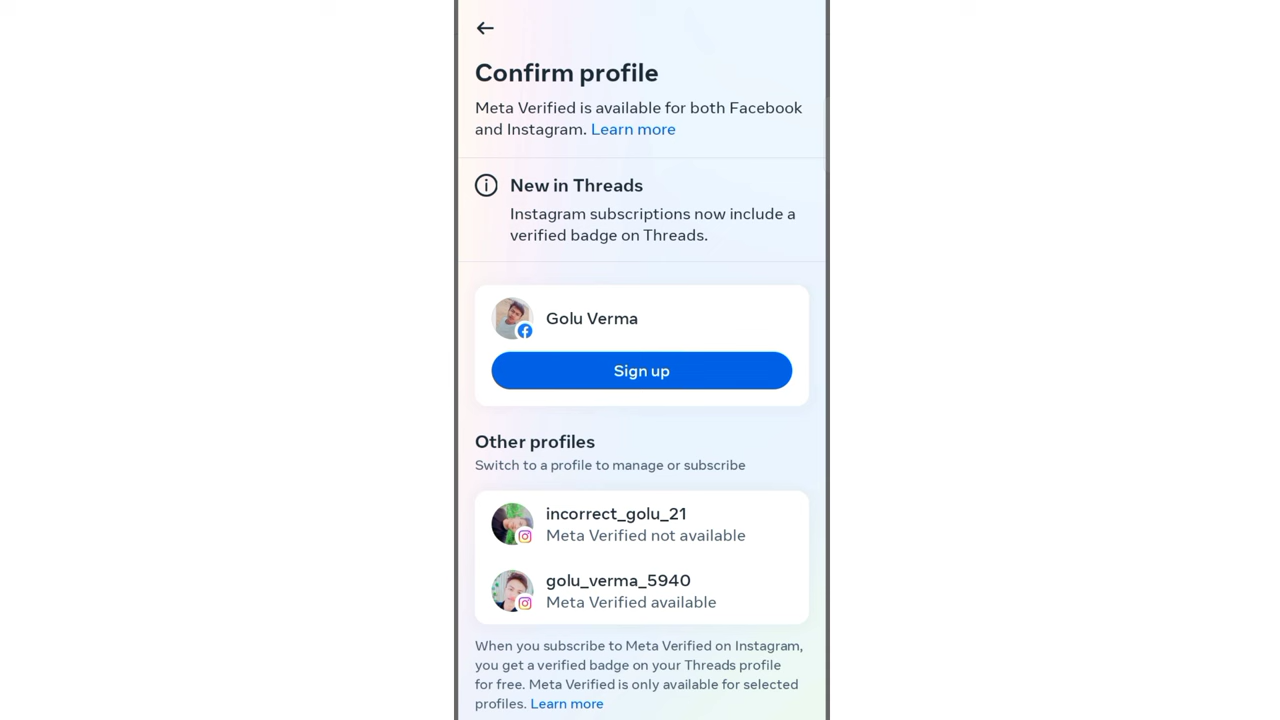 Confirm profile
Meta Verified is available for both Facebook
and Instagram. Learn more
New in Threads
Instagram subscriptions now include a
verified badge on Threads.
Golu Verma
Sign up
Other profiles
Switch to a profile to manage or subscribe
incorrect_golu_21
Meta Verified not available
golu_verma_5940
Meta Verified available
When you subscribe to Meta Verified on Instagram,
you get a verified badge on your Threads profile
for free. Meta Verified is only available for selected
profiles. Learn more